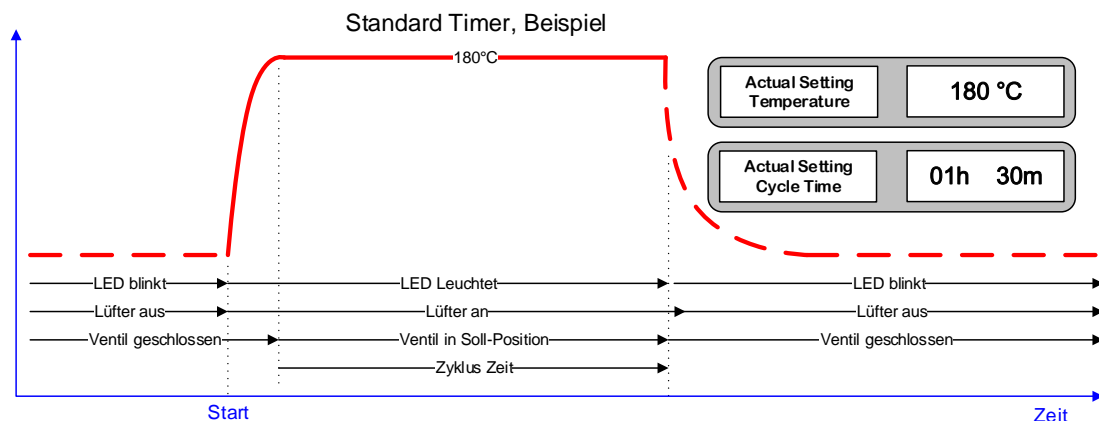 Standard Timer, Beispiel
180°C
Actual Setting
Temperature
180 °C
Actual Setting
Cycle Time
01h 30m
LED blinkt
LED Leuchtet
LED blinkt
Lüfter aus
Lüfter an
Lüfter aus
Ventil geschlossen
Ventil in Soll-Position
Ventil geschlossen
Zyklus Zeit
Start
Zeit